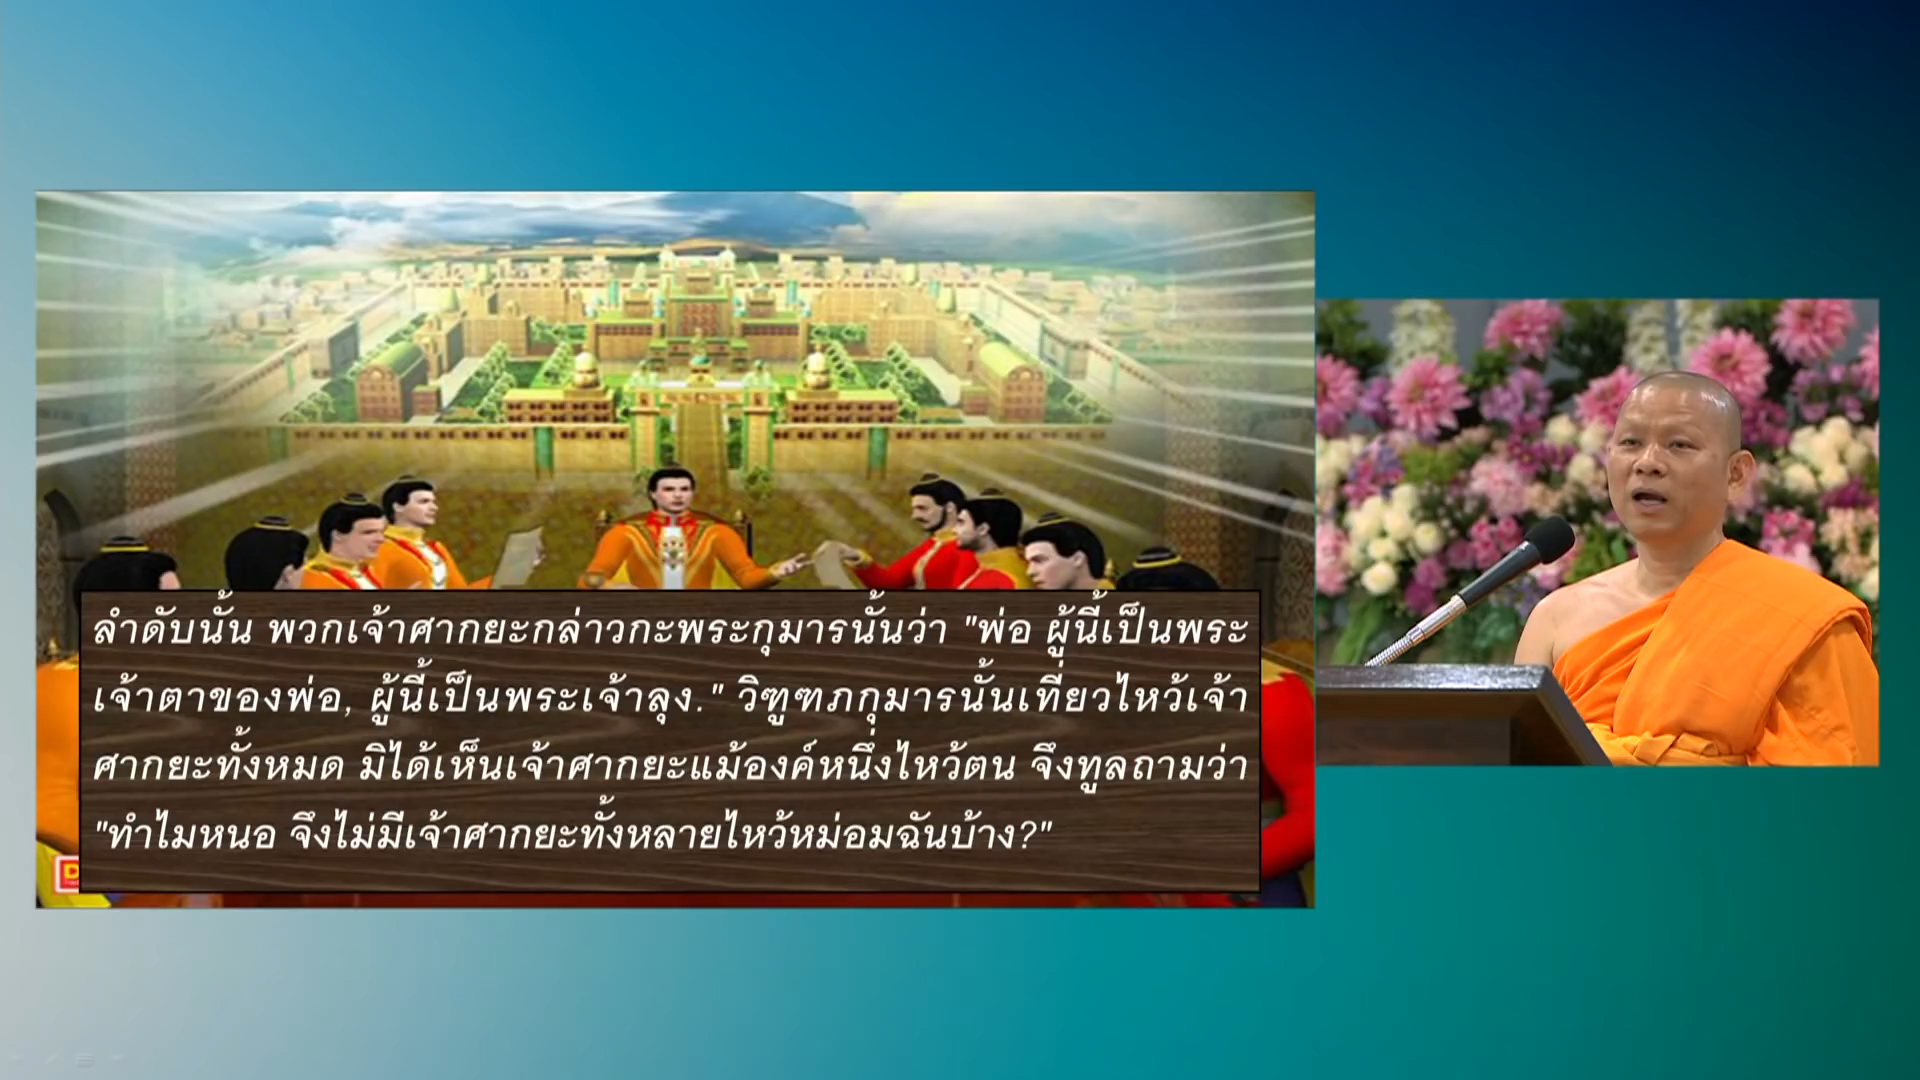 ลำดับนั้น พวกเจ้าศากยะกล่าวกะพระกุมารนั้นว่า "พ่อ ผู้นี้เป็นพระ
เจ้าตาของพ่อ, ผู้นี้เป็นพระเจ้าลุง." วิฑูฑภกุมารนั้นเที่ยวไหว้เจ้า
ศากยะทั้งหมด มิได้เห็นเจ้าศากยะแม้องค์หนึ่งไหว้ตน จึงทูลถามว่า
"ทำไมหนอ จึงไม่มีเจ้าศากยะทั้งหลายไหว้หม่อมฉันบ้าง?"